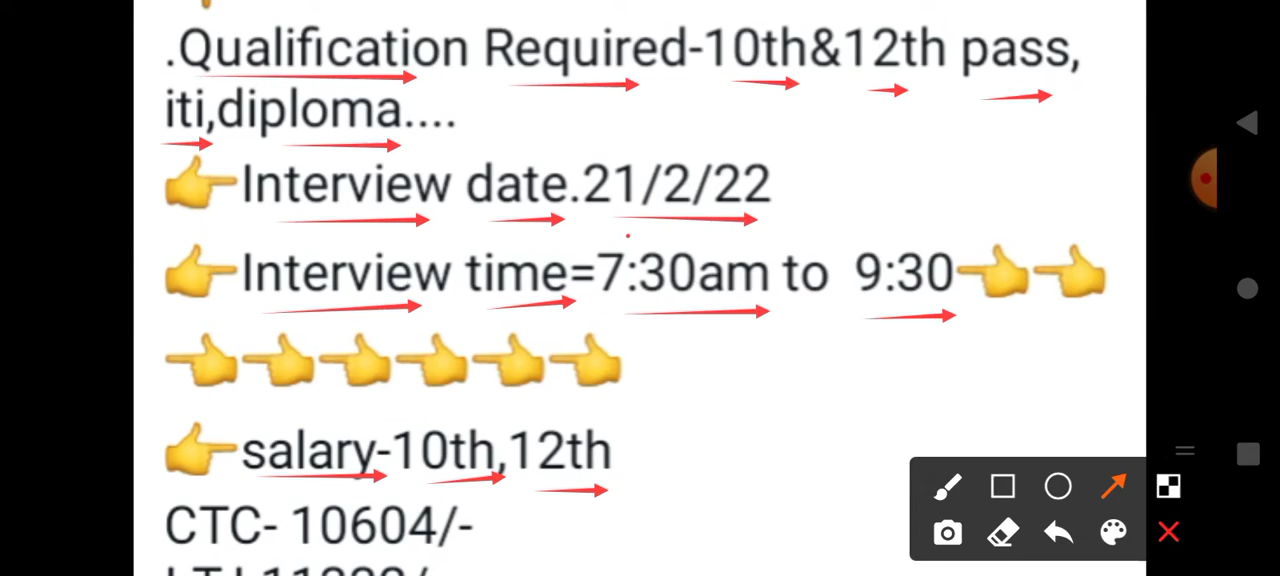 .Qualification Required-10th&12th pass,
iti,diploma....
👉Interview date.21/2/22
👉Interview time=7:30am to 9:30👈👈
👈👈👈👈👈👈
👉salary-10th,12th
CTC- 10604/-